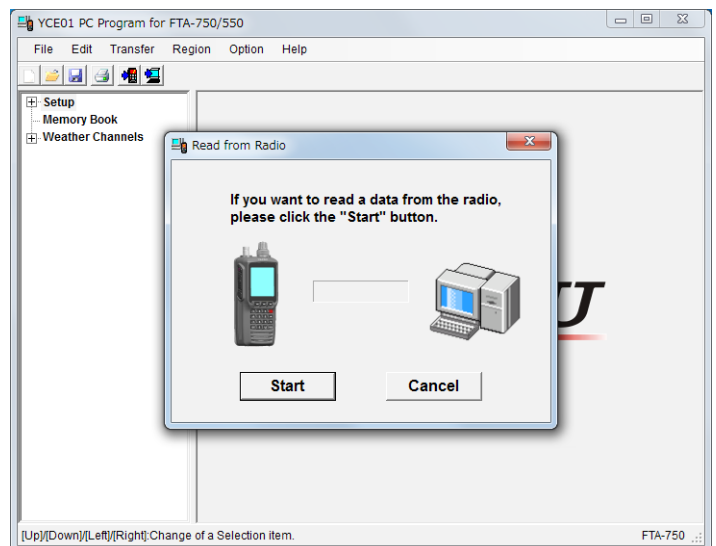 YCE01 PC Program for FTA-750/550
File Edit Transfer Region Option Help
Setup
Memory Book
Weather Channels
Read from Radio
If you want to read a data from the radio,
please click the "Start" button.
Start Cancel
[Up]/[Down]/[Left]/[Right]:Change of a Selection item. FTA-750